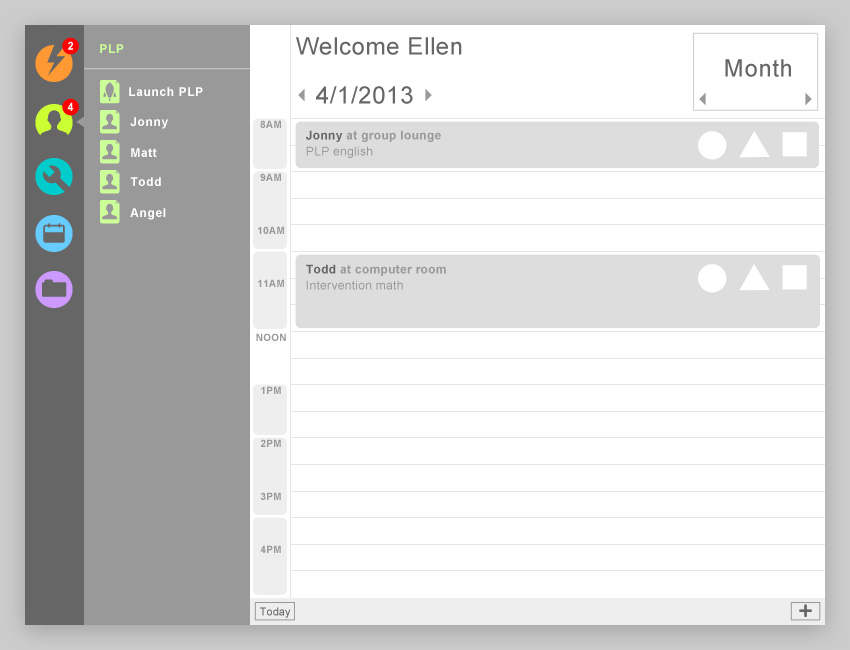 2
4
PLP
Launch PLP
Jonny
Matt
Todd
Angel
Welcome Ellen
4/1/2013
Month
8AM
Jonny at group lounge
PLP english
9AM
10AM
Todd at computer room
Intervention math
11AM
NOON
1PM
2PM
3PM
4PM
Today
+